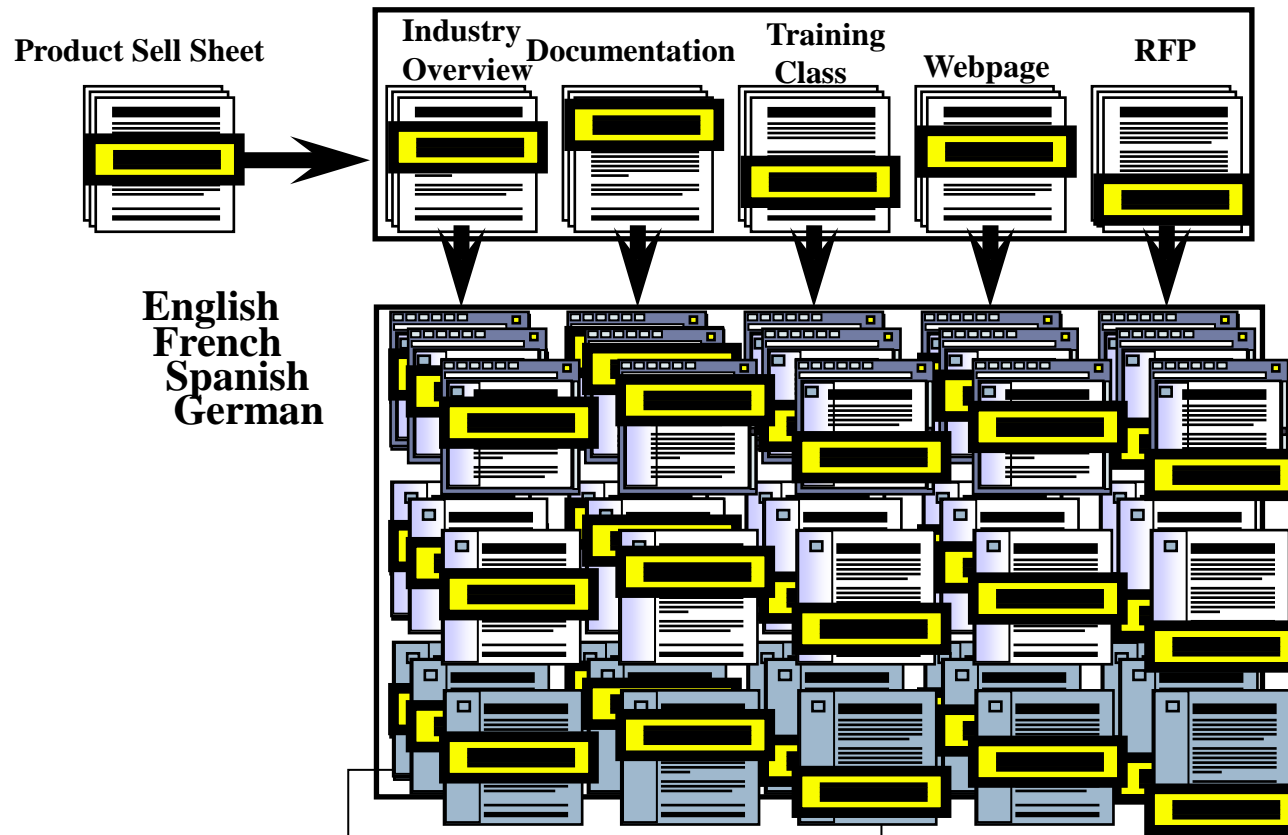 Product Sell Sheet
Industry
Overview
Documentation
Training
Class
Webpage
RFP
English
French
Spanish
German